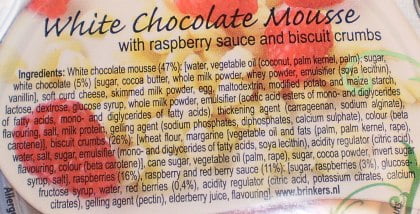 White Chocolate Mousse
with raspberry sauce and biscuit crumbs
Ingredients: White chocolate mousse (47%): [water, vegetable oil (coconut, palm kernel, palm), sugar,
white chocolate (5%) [sugar, cocoa butter, whole milk powder, whey powder, emulsifier (soya lecithin),
vanillen], soft curd cheese, skimmed milk powder, egg, maltodextrin, modified potato and maize starch,
lactose, dextrose, glucose syrup, whole milk powder, emulsifier (acetic acid esters of mono- and diglycerides
of fatty acids), mono- and diglycerides of fatty acids), thickening agent (carrageenan, sodium alginate),
flavouring, salt, milk protein, gelling agent (sodium phosphate, diphosphates, calcium sulphate), colour (beta
carotene)], biscuit crumbs (26%): [wheat flour, margarine [vegetable oil and fats (palm, palm kernel, rape),
water, salt, sugar, emulsifier (mono- and diglycerides of fatty acids, soya lecithin), acidity regulator (citric acid),
flavouring, colour (beta carotene)], cane sugar, vegetable oil (palm, rape), sugar, cocoa powder, invert sugar
syrup, salt], raspberries (16%), raspberry and red berry sauce (11%): [sugar, raspberries (3%), glucose-
fructose syrup, water, red berries (0,4%), acidity regulator (citric acid, potassium citrates, calcium
citrates), gelling agent (pectin), elderberry juice, flavouring]. www.brinkers.nl